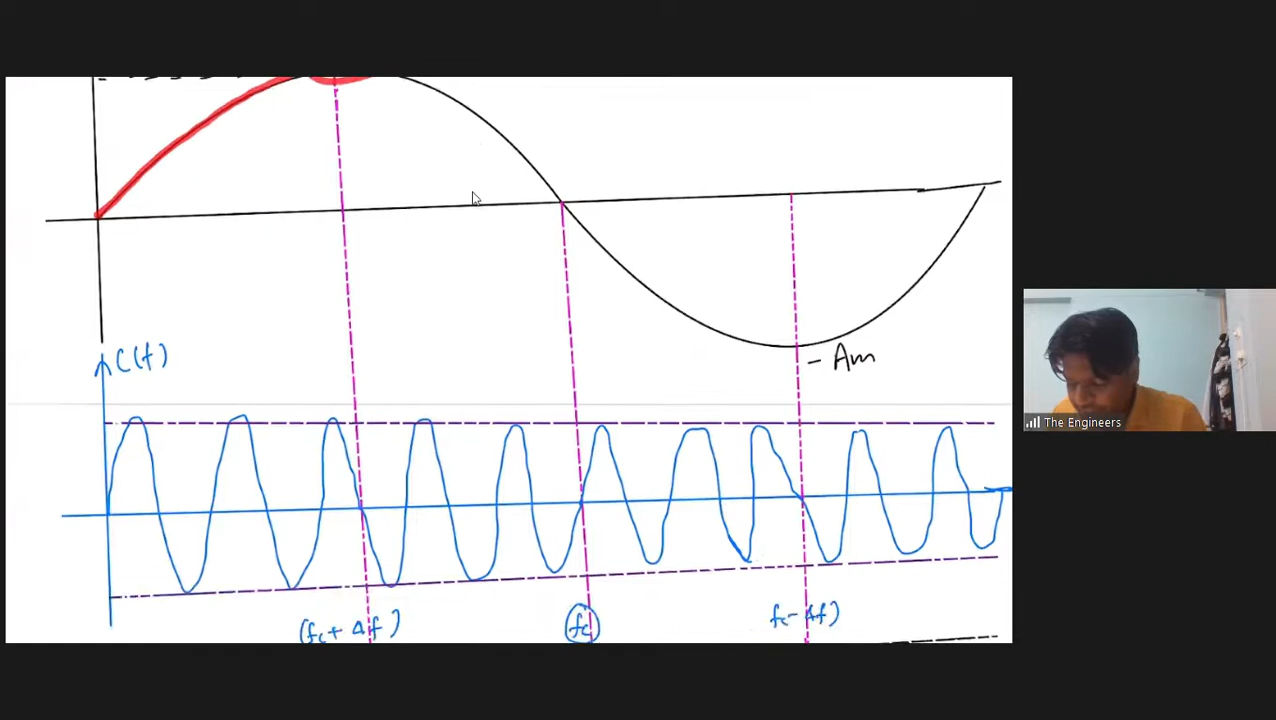 - Am
C(t)
(fc + Δf)
fc
fc - Δf)
The Engineers